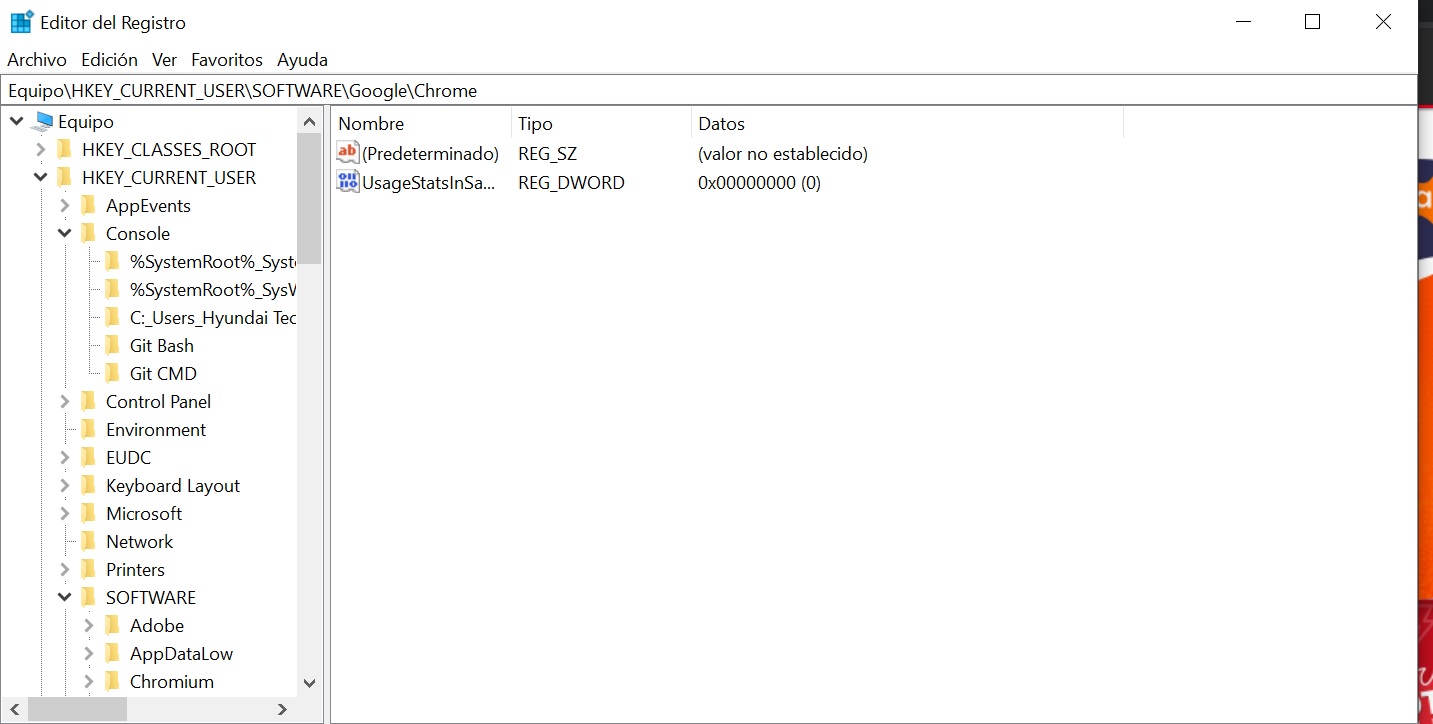 Editor del Registro
Archivo Edición Ver Favoritos Ayuda
Equipo\HKEY_CURRENT_USER\SOFTWARE\Google\Chrome
Equipo
HKEY_CLASSES_ROOT
HKEY_CURRENT_USER
AppEvents
Console
%SystemRoot%_Syste
%SystemRoot%_SysW
C:_Users_Hyundai Tec
Git Bash
Git CMD
Control Panel
Environment
EUDC
Keyboard Layout
Microsoft
Network
Printers
SOFTWARE
Adobe
AppDataLow
Chromium
Nombre Tipo Datos
(Predeterminado) REG_SZ (valor no establecido)
UsageStatsInSa... REG_DWORD 0x00000000 (0)